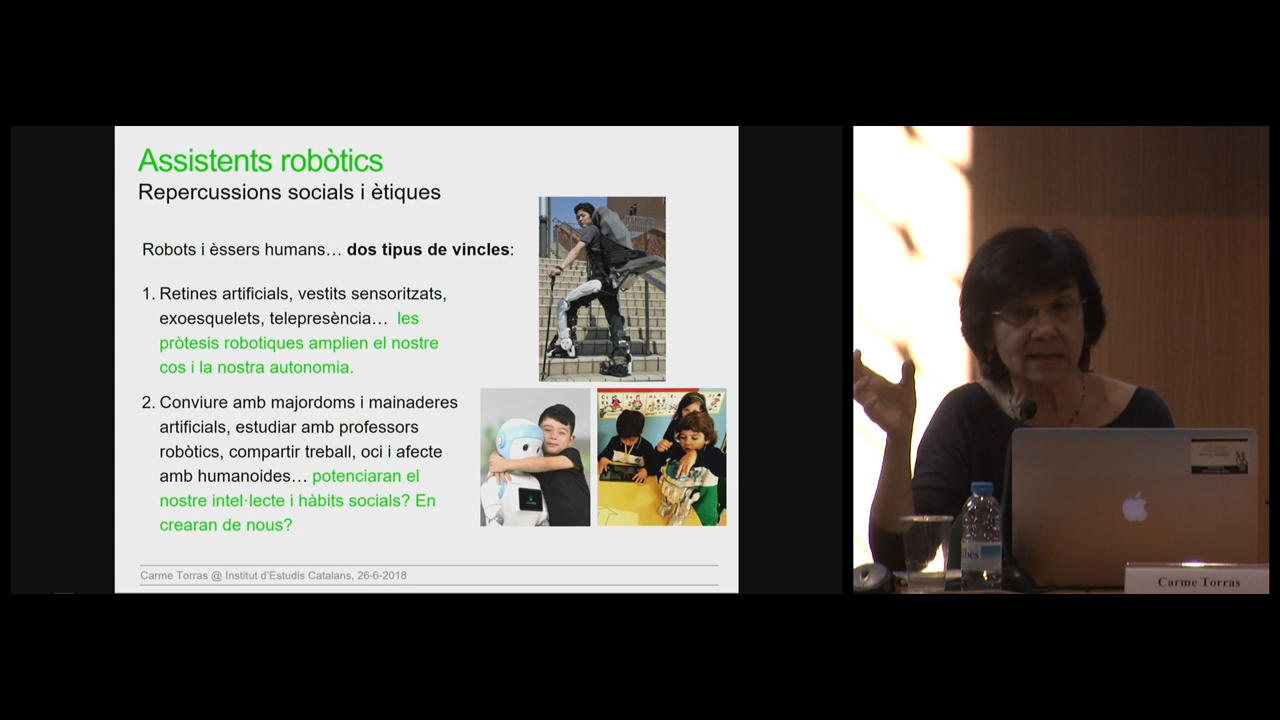 Assistents robòtics
Repercussions socials i ètiques
Robots i èssers humans… dos tipus de vincles:
1. Retines artificials, vestits sensoritzats,
exoesquelets, telepresència… les
pròtesis robotiques amplien el nostre
cos i la nostra autonomia.
2. Conviure amb majordoms i mainaderes
artificials, estudiar amb professors
robòtics, compartir treball, oci i afecte
amb humanoides… potenciaran el
nostre intel·lecte i hàbits socials? En
crearan de nous?
Carme Torras @ Institut d'Estudis Catalans, 26-6-2018
Carme Torras